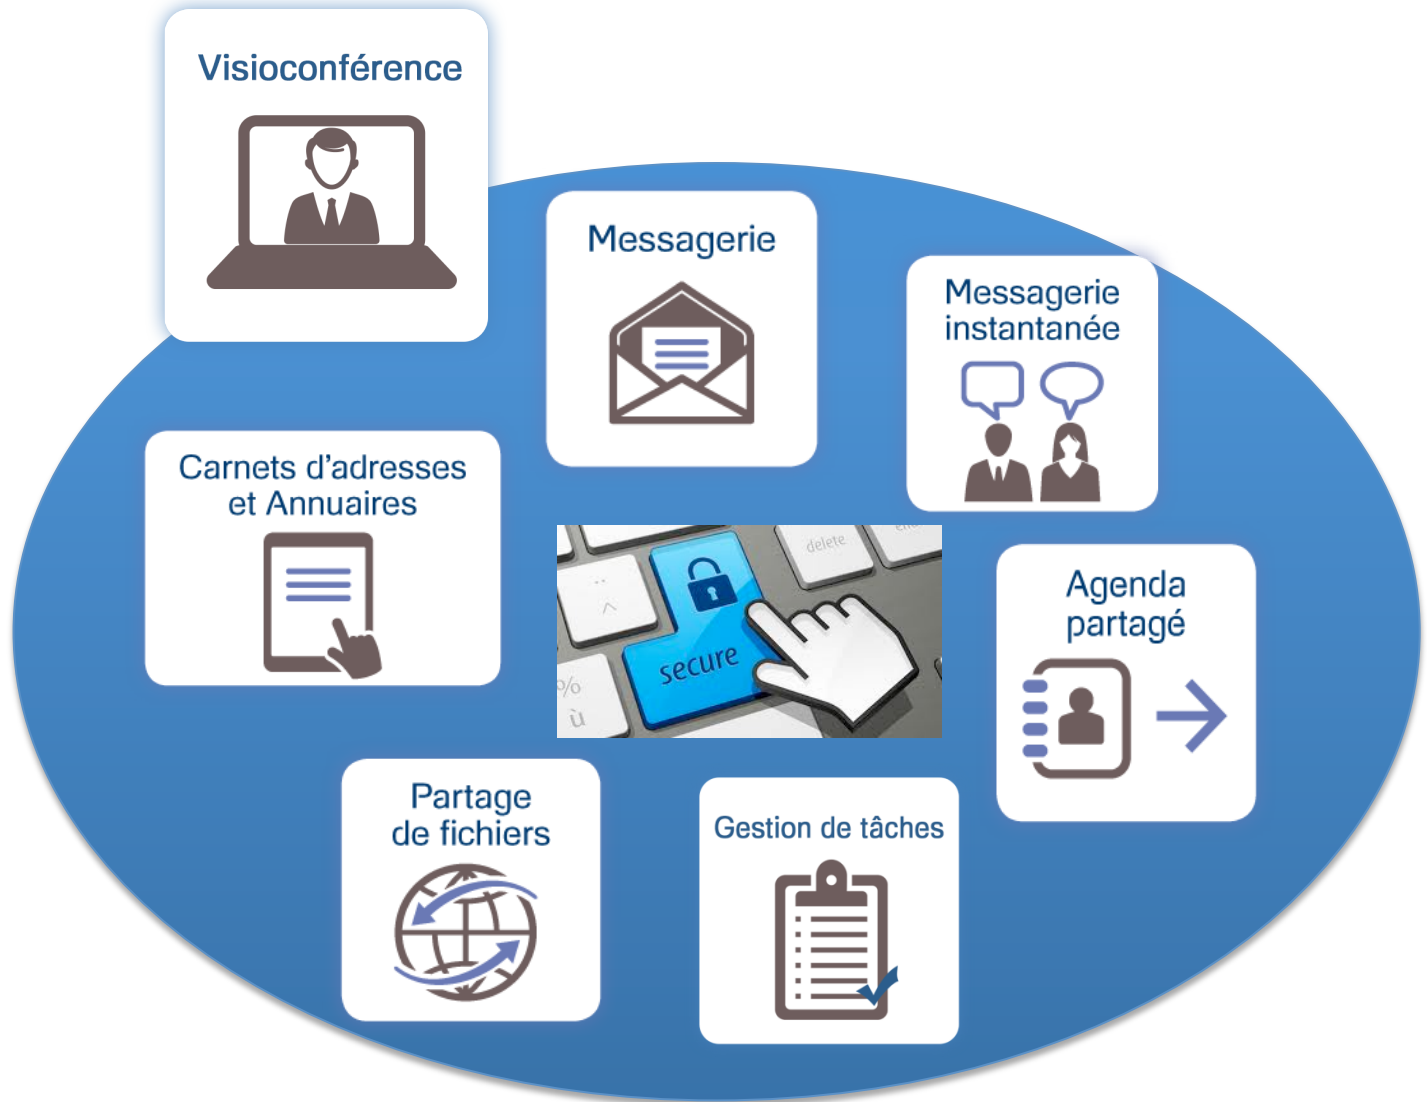 Visioconférence
Messagerie
Messagerie
instantanée
Carnets d'adresses
et Annuaires
delete
secure
%
ù
Agenda
partagé
Partage
de fichiers
Gestion de tâches